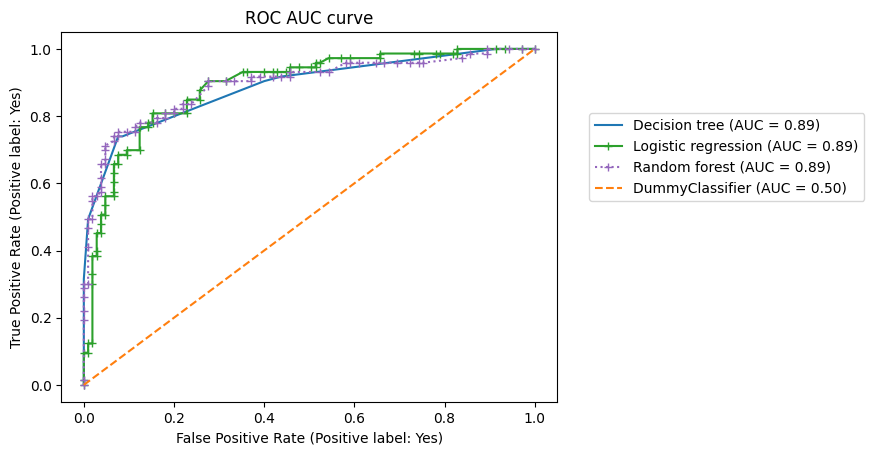 ROC AUC curve
True Positive Rate (Positive label: Yes)
1.0
0.8
0.6
0.4
0.2
0.0
0.0 0.2 0.4 0.6 0.8 1.0
False Positive Rate (Positive label: Yes)
Decision tree (AUC = 0.89)
Logistic regression (AUC = 0.89)
Random forest (AUC = 0.89)
DummyClassifier (AUC = 0.50)